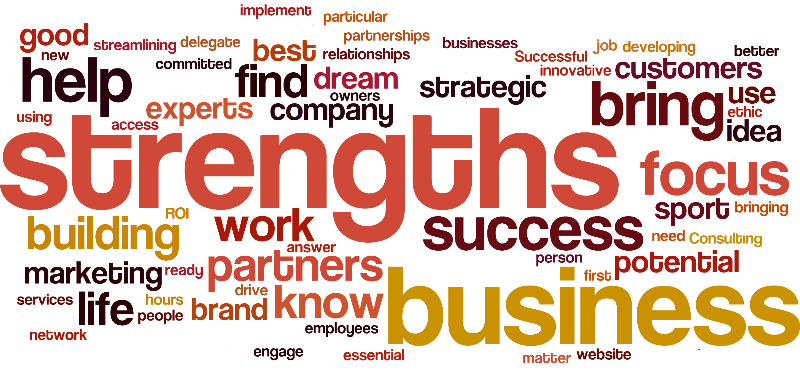 implement
particular
good
streamlining
delegate
best
partnerships
businesses
Successful
job
developing
better
new
committed
relationships
help
find
dream
owners
strategic
innovative
customers
using
access
experts
company
bring
use
ethic
idea
strengths
focus
building
ROI
work
answer
success
sport
bringing
need
Consulting
marketing
ready
partners
person
first
potential
services
life
hours
people
drive
brand
know
employees
business
network
engage
essential
matter
website